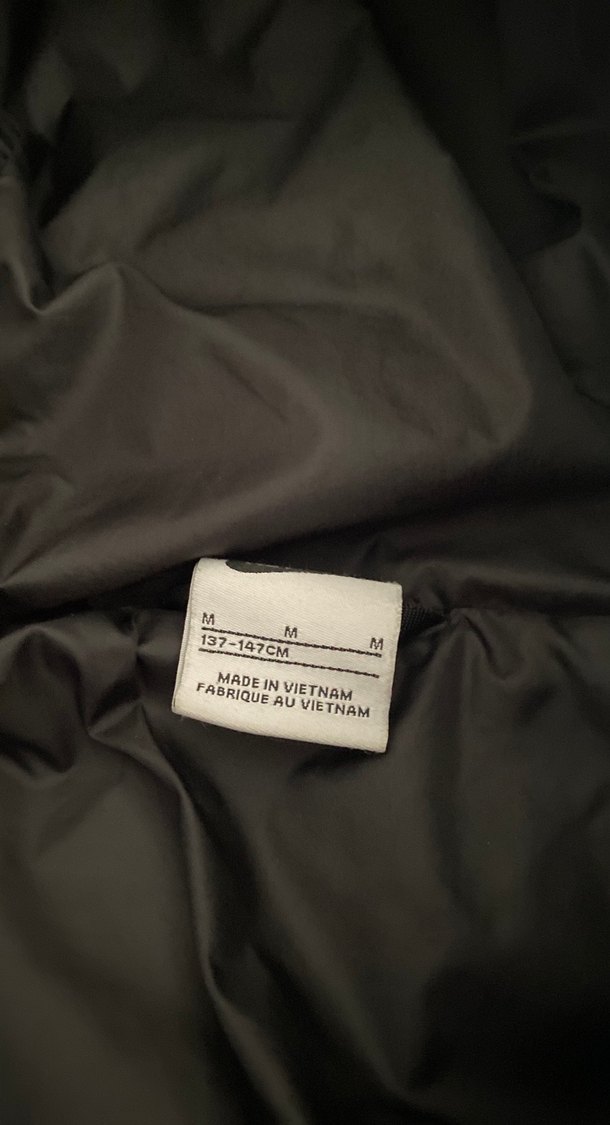 M M M
137-147CM
MADE IN VIETNAM
FABRIQUE AU VIETNAM